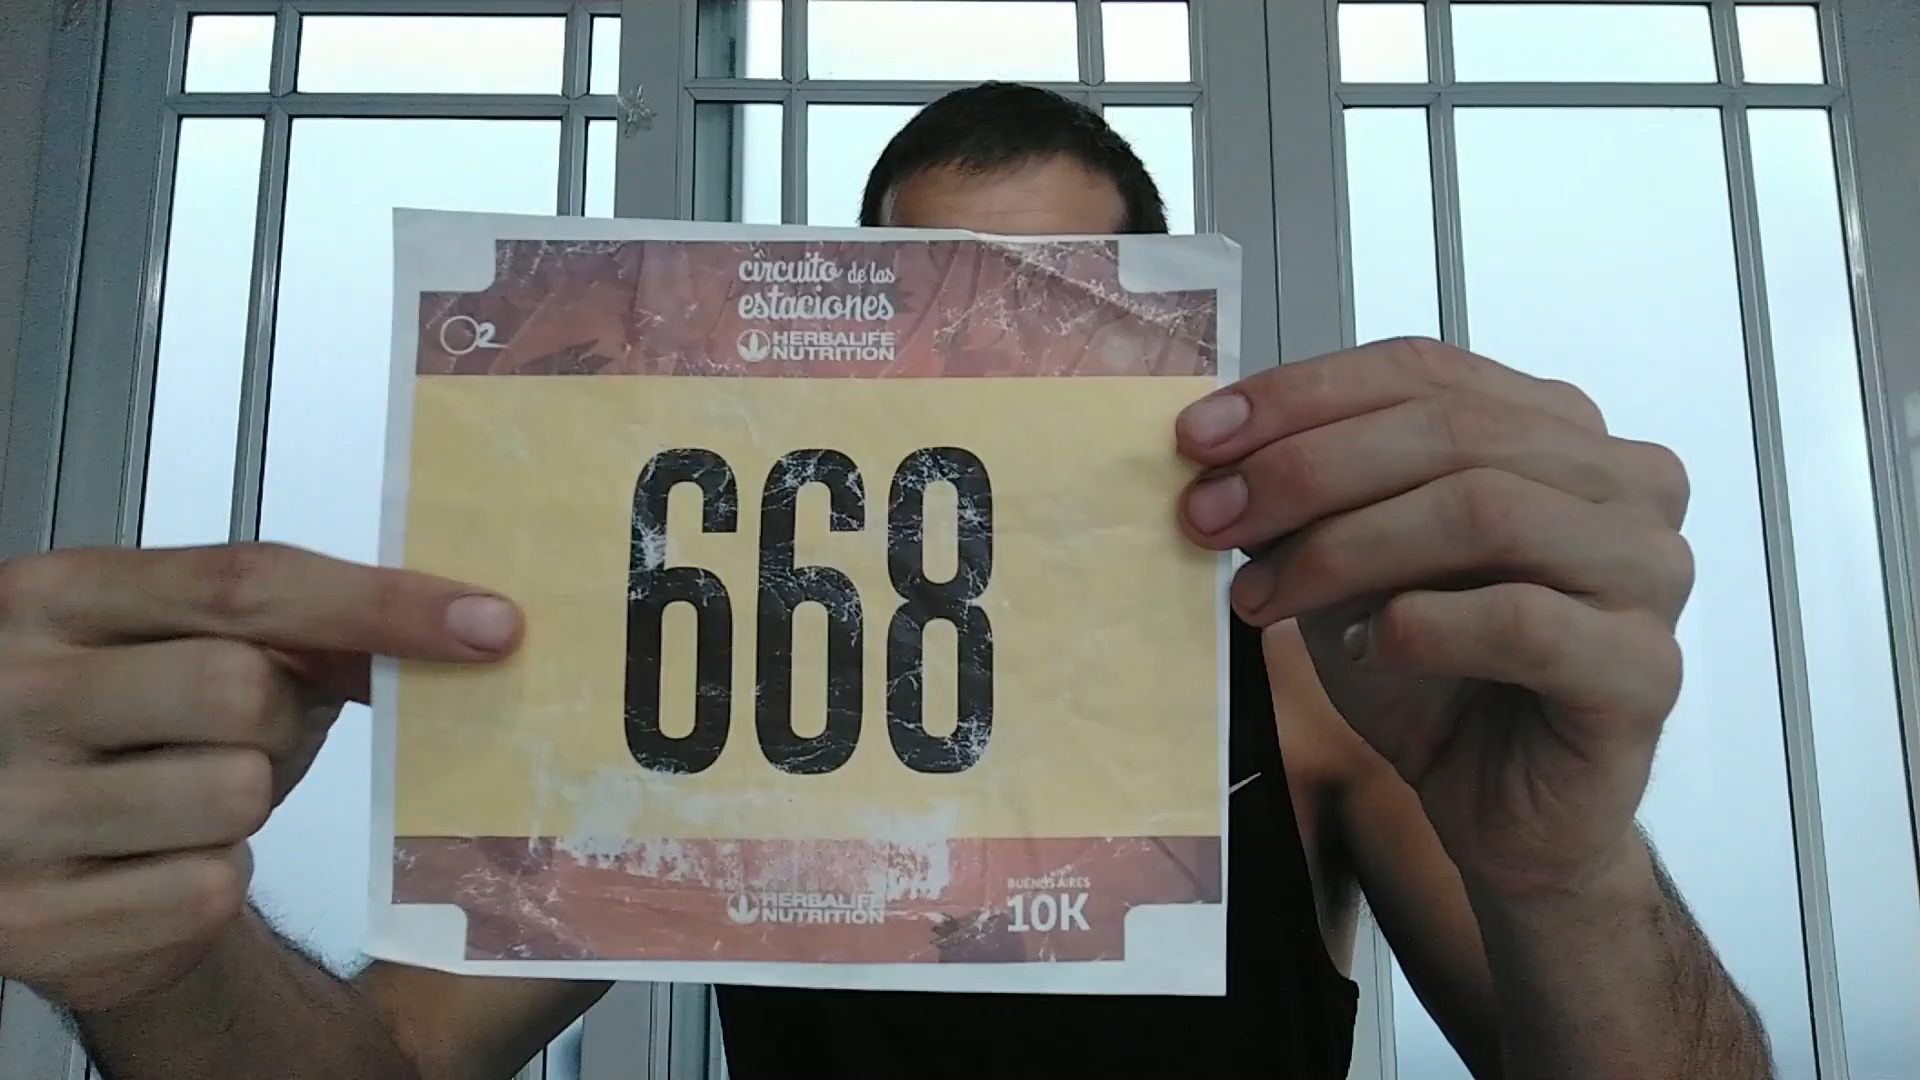 circuito de las
estaciones
O2
HERBALIFE
NUTRITION
668
HERBALIFE
NUTRITION
BUENOS AIRES
10K